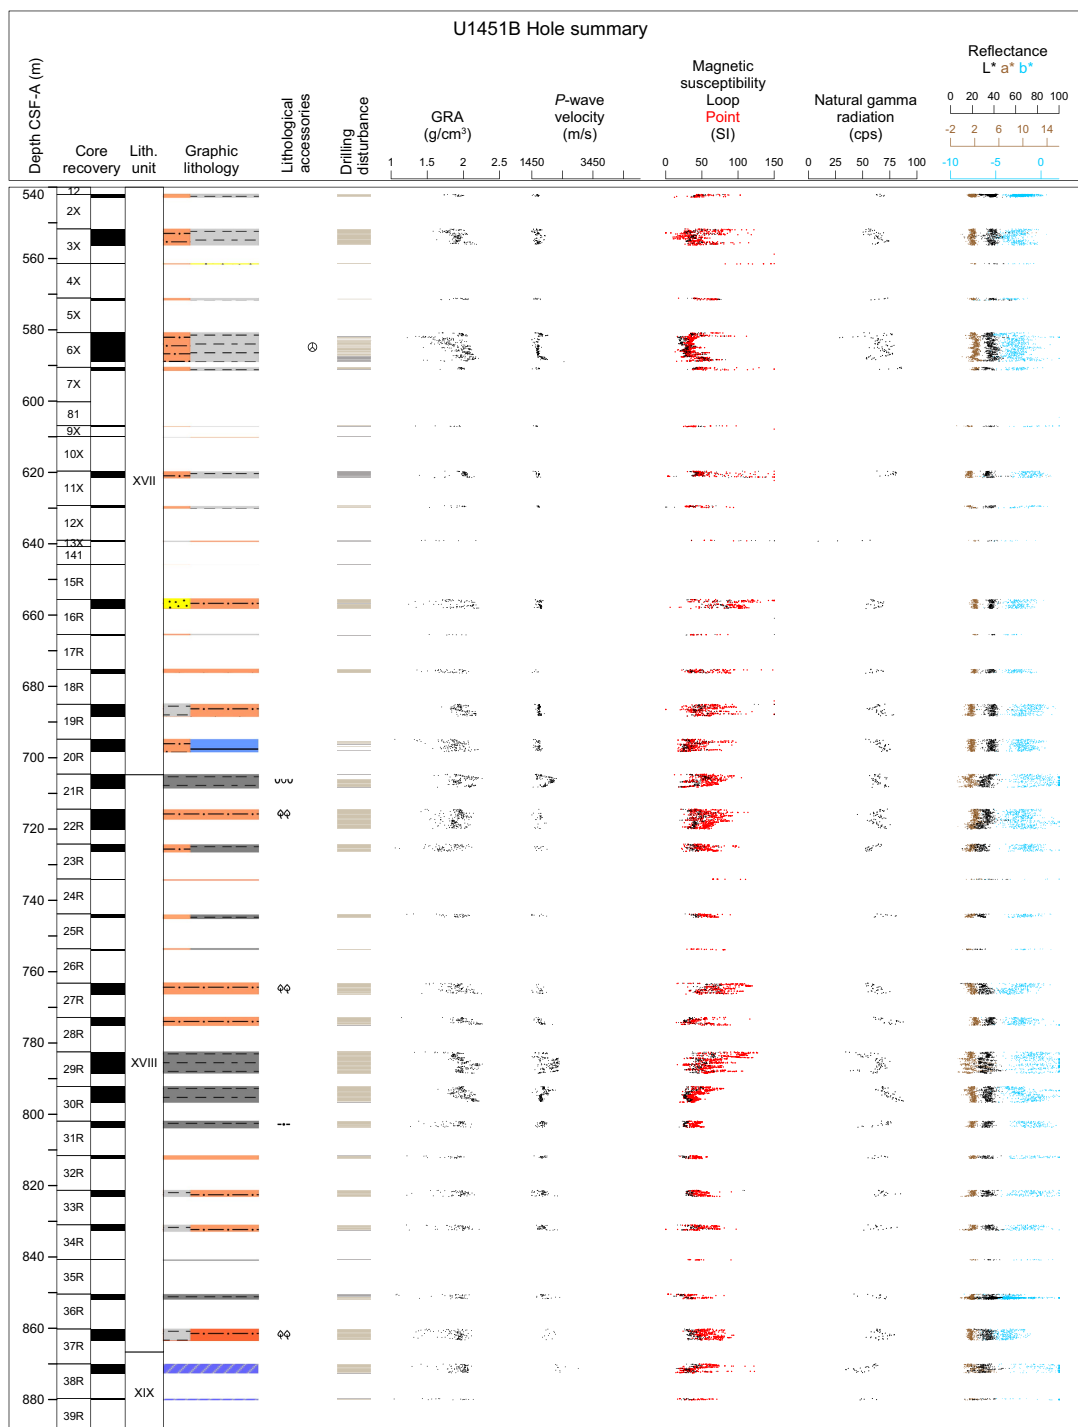 U1451B Hole summary
Depth CSF-A (m)
Core
recovery
Lith.
unit
Graphic
lithology
Lithological
accessories
Drilling
disturbance
GRA
(g/cm³)
1 1.5 2 2.5
P-wave
velocity
(m/s)
1450 3450
Magnetic
susceptibility
Loop
Point
(SI)
0 50 100 150
Natural gamma
radiation
(cps)
0 25 50 75 100
Reflectance
L* a* b*
0 20 40 60 80 100
-2 2 6 10 14
-10 -5 0
540
560
580
600
620
640
660
680
700
720
740
760
780
800
820
840
860
880
12
2X
3X
4X
5X
6X
7X
81
9X
10X
11X
12X
13X
141
15R
16R
17R
18R
19R
20R
21R
22R
23R
24R
25R
26R
27R
28R
29R
30R
31R
32R
33R
34R
35R
36R
37R
38R
39R
XVII
XVIII
XIX